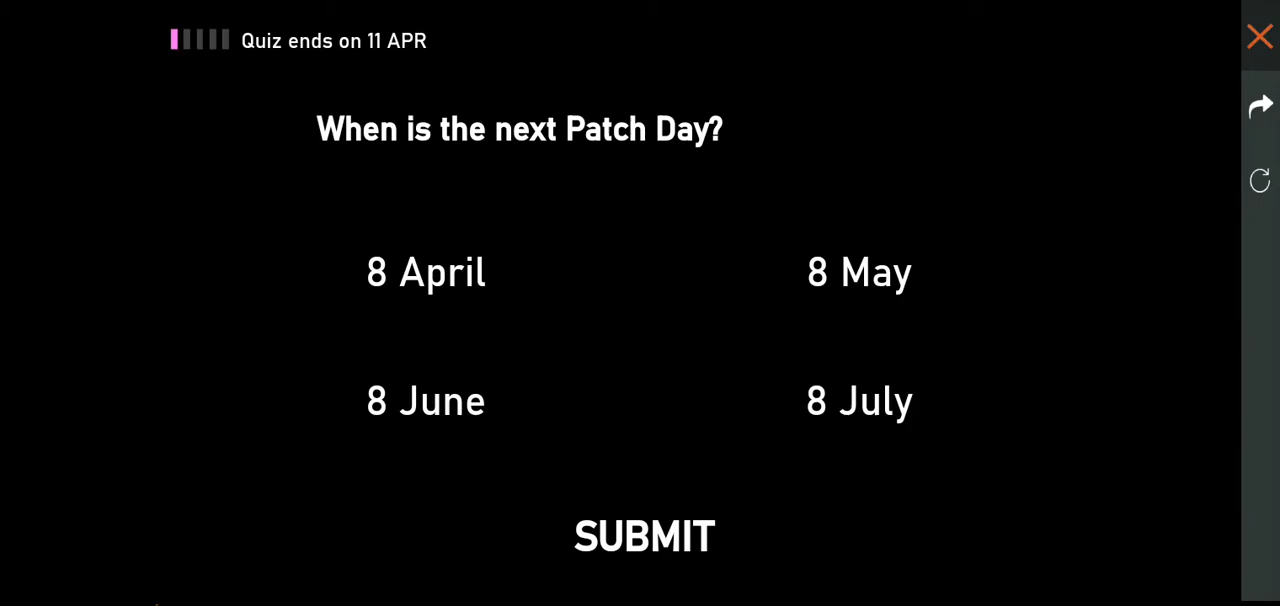 Quiz ends on 11 APR
When is the next Patch Day?
8 April
8 May
8 June
8 July
SUBMIT